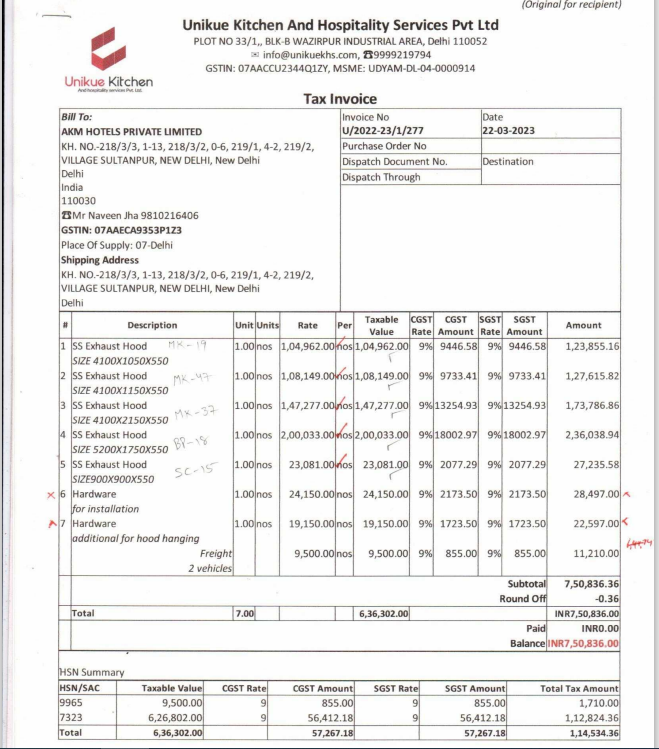 (Original for recipient)
Unikue Kitchen
And hospitality services Pvt. Ltd.
Unikue Kitchen And Hospitality Services Pvt Ltd
PLOT NO 33/1,, BLK-B WAZIRPUR INDUSTRIAL AREA, Delhi 110052
✉ info@unikuekhs.com, ☎9999219794
GSTIN: 07AACCU2344Q1ZY, MSME: UDYAM-DL-04-0000914
Tax Invoice
Bill To:
AKM HOTELS PRIVATE LIMITED
KH. NO.-218/3/3, 1-13, 218/3/2, 0-6, 219/1, 4-2, 219/2,
VILLAGE SULTANPUR, NEW DELHI, New Delhi
Delhi
India
110030
☎Mr Naveen Jha 9810216406
GSTIN: 07AAECA9353P1Z3
Place Of Supply: 07-Delhi
Shipping Address
KH. NO.-218/3/3, 1-13, 218/3/2, 0-6, 219/1, 4-2, 219/2,
VILLAGE SULTANPUR, NEW DELHI, New Delhi
Delhi
Invoice No Date
U/2022-23/1/277 22-03-2023
Purchase Order No
Dispatch Document No. Destination
Dispatch Through
# Description Unit Units Rate Per Taxable Value CGST Rate CGST Amount SGST Rate SGST Amount Amount
1 SS Exhaust Hood MK-19 1.00 nos 1,04,962.00 nos 1,04,962.00 9% 9446.58 9% 9446.58 1,23,855.16
SIZE 4100X1050X550
2 SS Exhaust Hood MK-47 1.00 nos 1,08,149.00 nos 1,08,149.00 9% 9733.41 9% 9733.41 1,27,615.82
SIZE 4100X1150X550
3 SS Exhaust Hood MK-37 1.00 nos 1,47,277.00 nos 1,47,277.00 9% 13254.93 9% 13254.93 1,73,786.86
SIZE 4100X2150X550
4 SS Exhaust Hood BP-18 1.00 nos 2,00,033.00 nos 2,00,033.00 9% 18002.97 9% 18002.97 2,36,038.94
SIZE 5200X1750X550
5 SS Exhaust Hood SC-15 1.00 nos 23,081.00 nos 23,081.00 9% 2077.29 9% 2077.29 27,235.58
SIZE900X900X550
6 Hardware 1.00 nos 24,150.00 nos 24,150.00 9% 2173.50 9% 2173.50 28,497.00
for installation
7 Hardware 1.00 nos 19,150.00 nos 19,150.00 9% 1723.50 9% 1723.50 22,597.00
additional for hood hanging
Freight 9,500.00 nos 9,500.00 9% 855.00 9% 855.00 11,210.00
2 vehicles
Subtotal 7,50,836.36
Round Off -0.36
Total 7.00 6,36,302.00 INR7,50,836.00
Paid INR0.00
Balance INR7,50,836.00
HSN Summary
HSN/SAC Taxable Value CGST Rate CGST Amount SGST Rate SGST Amount Total Tax Amount
9965 9,500.00 9 855.00 9 855.00 1,710.00
7323 6,26,802.00 9 56,412.18 9 56,412.18 1,12,824.36
Total 6,36,302.00 57,267.18 57,267.18 1,14,534.36